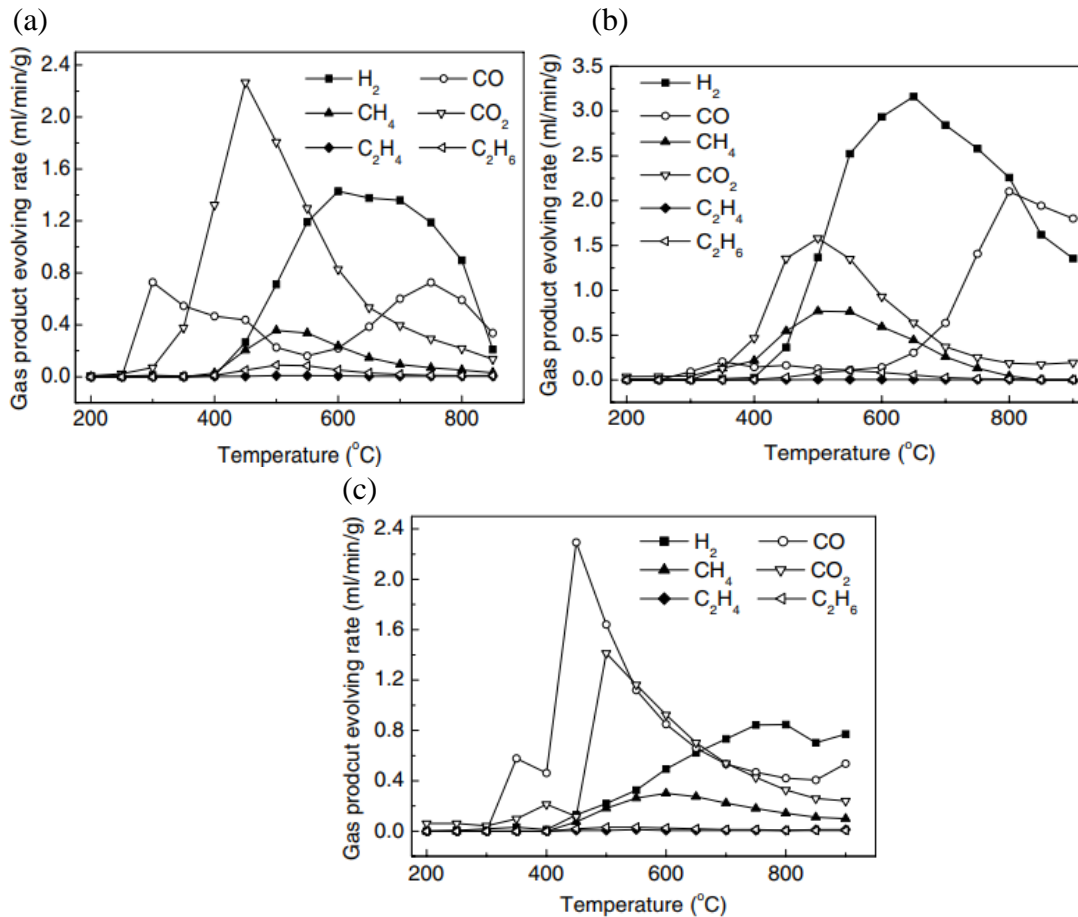 (a)
Gas product evolving rate (ml/min/g)
2.4
2.0
1.6
1.2
0.8
0.4
0.0
H2 CO
CH4 CO2
C2H4 C2H6
200 400 600 800
Temperature (°C)
(b)
Gas product evolving rate (ml/min/g)
3.5
3.0
2.5
2.0
1.5
1.0
0.5
0.0
H2
CO
CH4
CO2
C2H4
C2H6
200 400 600 800
Temperature (°C)
(c)
Gas prodcut evolving rate (ml/min/g)
2.4
2.0
1.6
1.2
0.8
0.4
0.0
H2 CO
CH4 CO2
C2H4 C2H6
200 400 600 800
Temperature (°C)